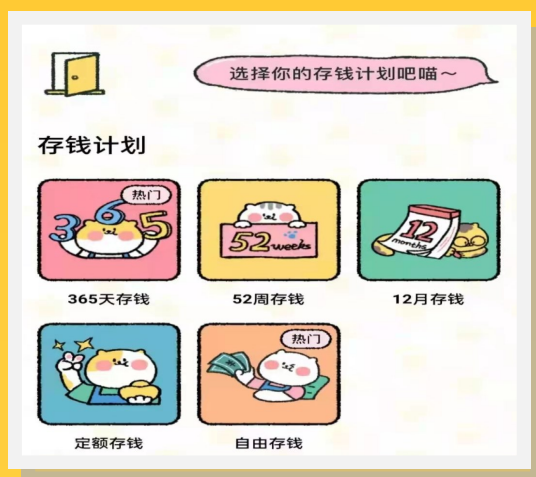 选择你的存钱计划吧喵～
存钱计划
热门
365
52 weeks
12
months
365天存钱
52周存钱
12月存钱
热门
定额存钱
自由存钱